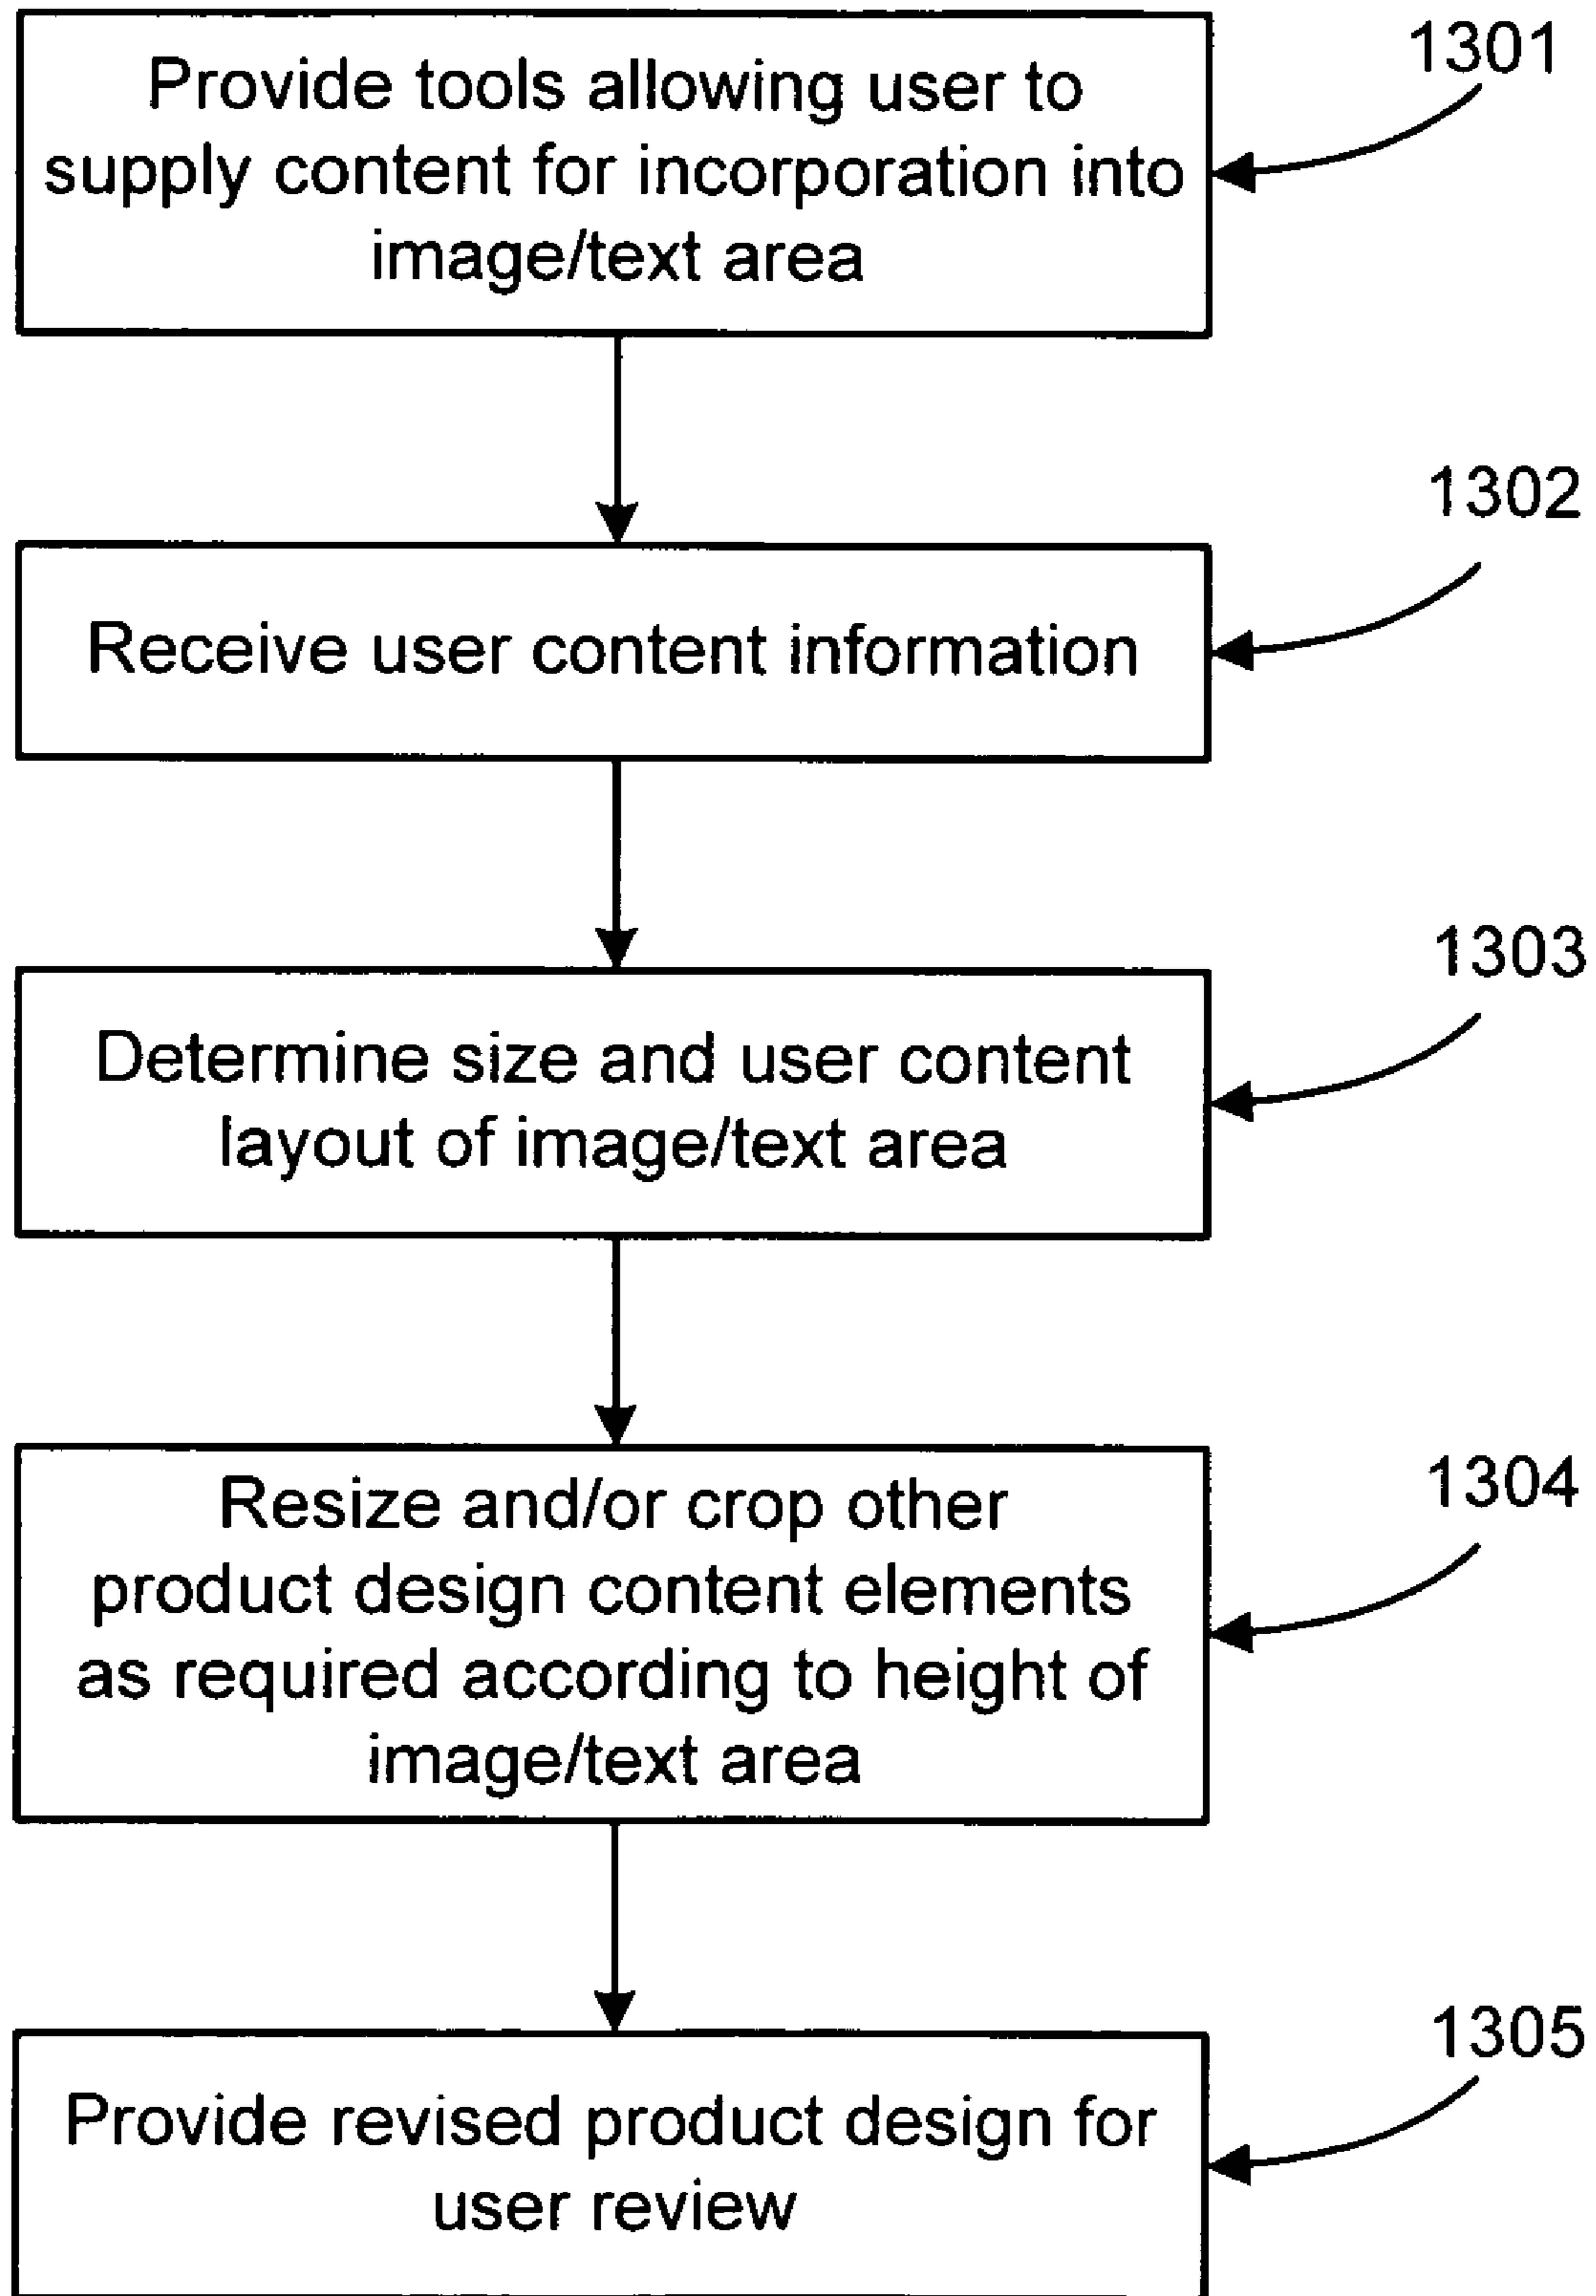 1301
Provide tools allowing user to
supply content for incorporation into
image/text area
1302
Receive user content information
1303
Determine size and user content
layout of image/text area
1304
Resize and/or crop other
product design content elements
as required according to height of
image/text area
1305
Provide revised product design for
user review